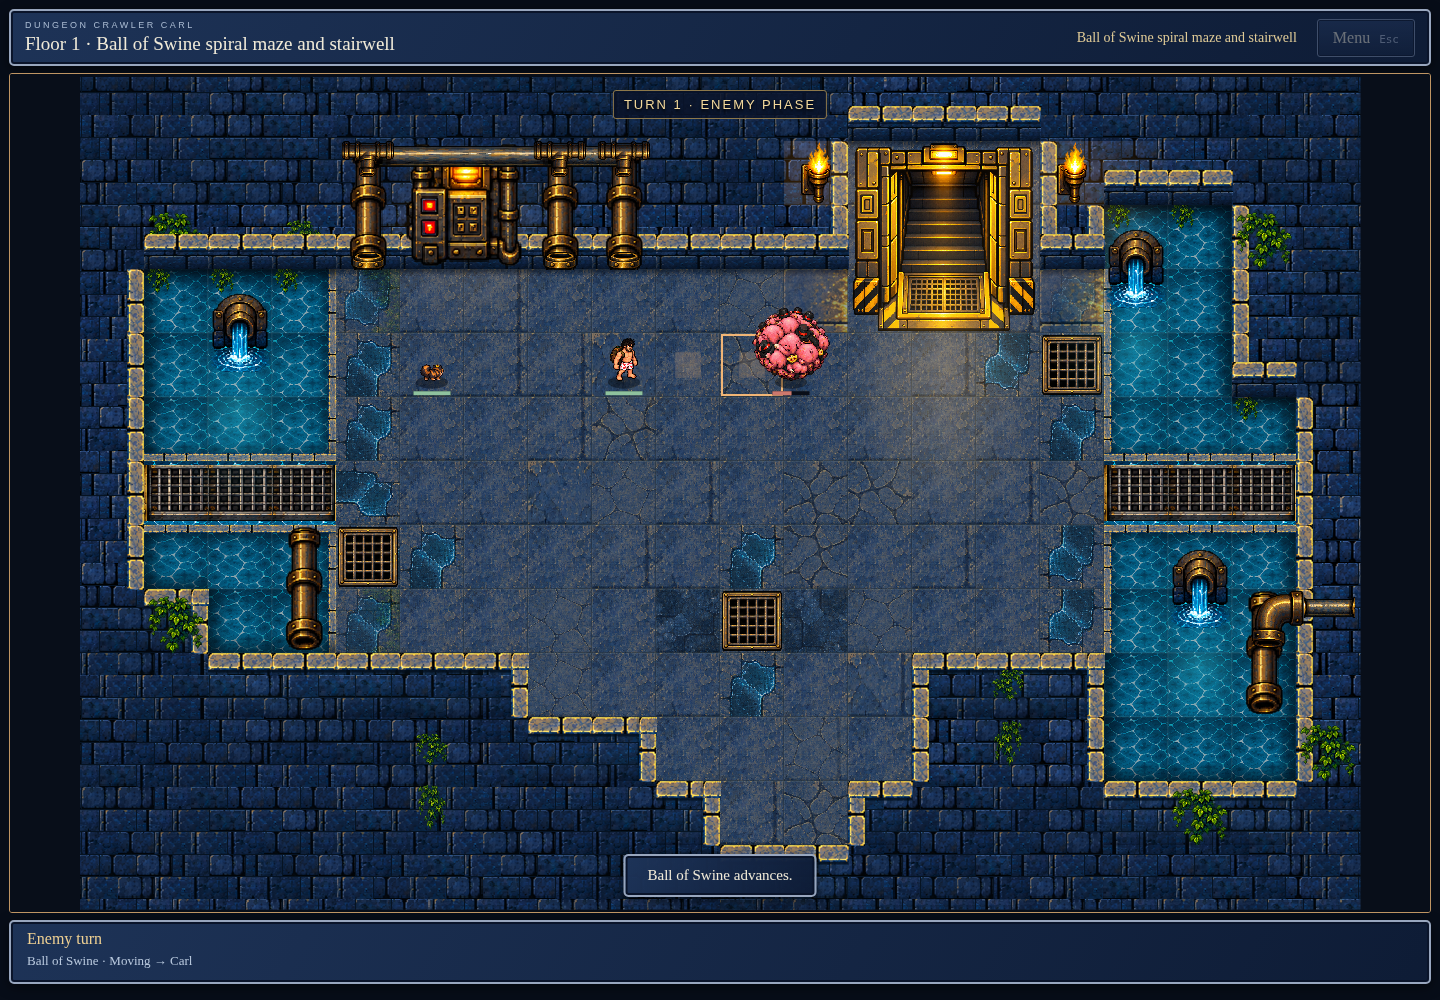 DUNGEON CRAWLER CARL
Floor 1 · Ball of Swine spiral maze and stairwell
Ball of Swine spiral maze and stairwell
Menu Esc
TURN 1 · ENEMY PHASE
Ball of Swine advances.
Enemy turn
Ball of Swine · Moving → Carl